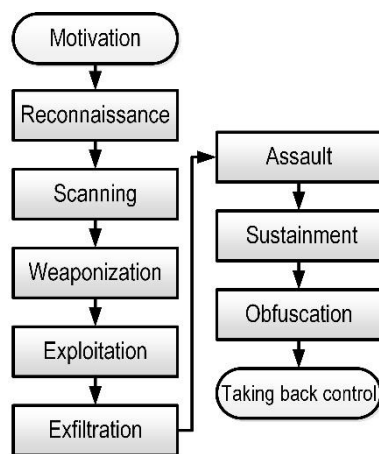 Motivation
Reconnaissance
Scanning
Weaponization
Exploitation
Exfiltration
Assault
Sustainment
Obfuscation
Taking back control